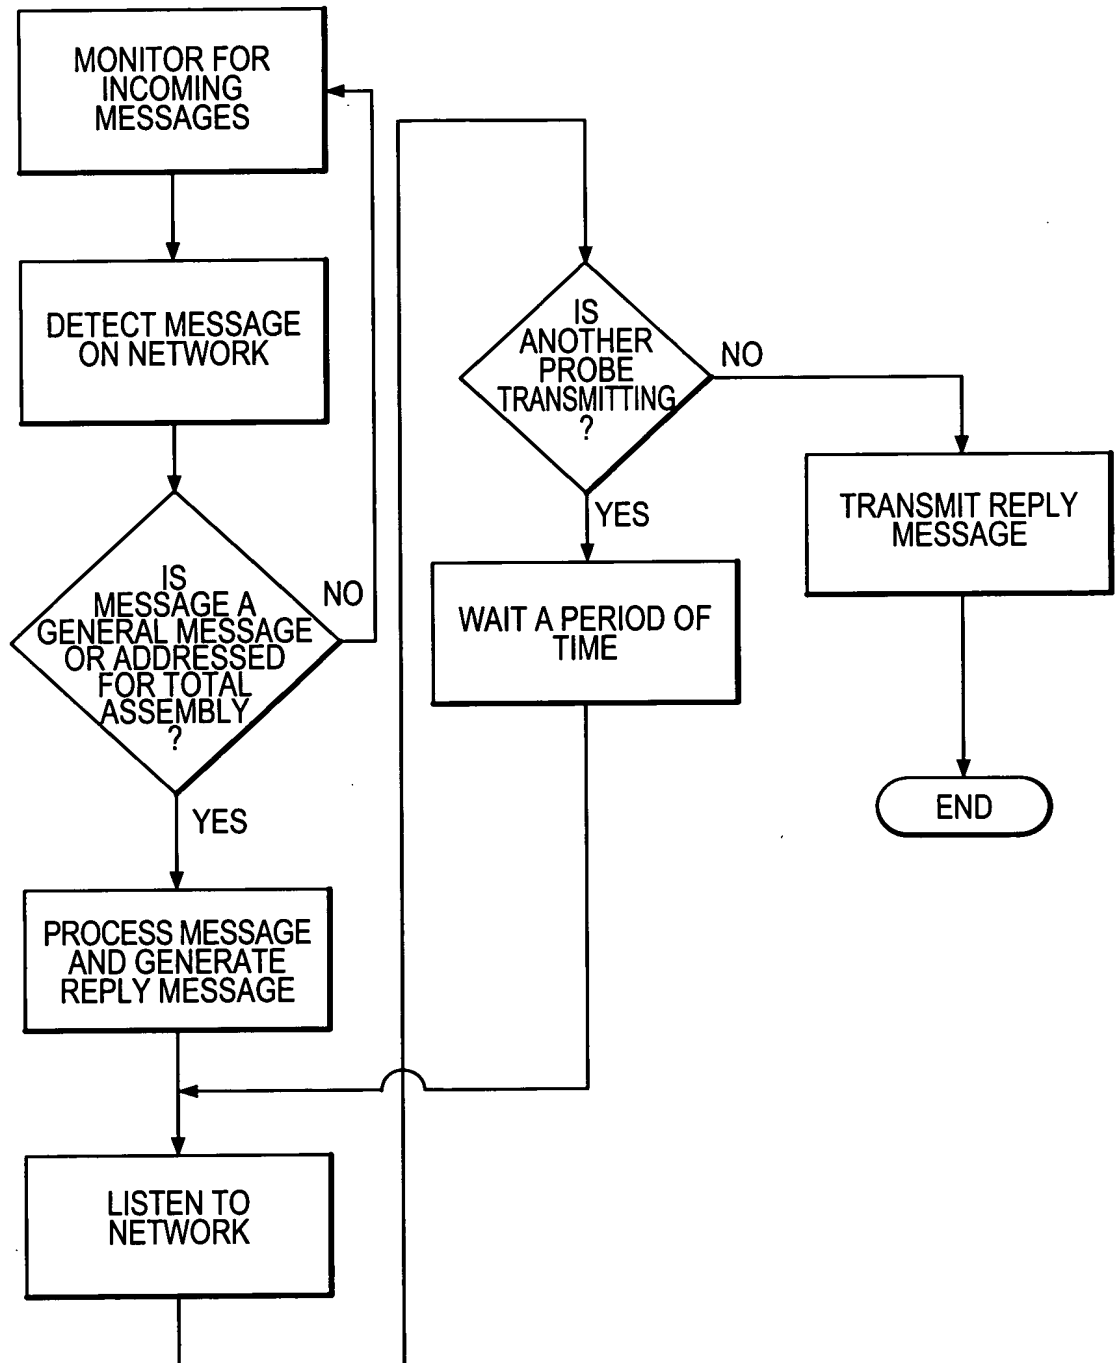 MONITOR FOR
INCOMING
MESSAGES
DETECT MESSAGE
ON NETWORK
IS
MESSAGE A
GENERAL MESSAGE
OR ADDRESSED
FOR TOTAL
ASSEMBLY
?
NO
YES
PROCESS MESSAGE
AND GENERATE
REPLY MESSAGE
LISTEN TO
NETWORK
IS
ANOTHER
PROBE
TRANSMITTING
?
NO
YES
WAIT A PERIOD OF
TIME
TRANSMIT REPLY
MESSAGE
END